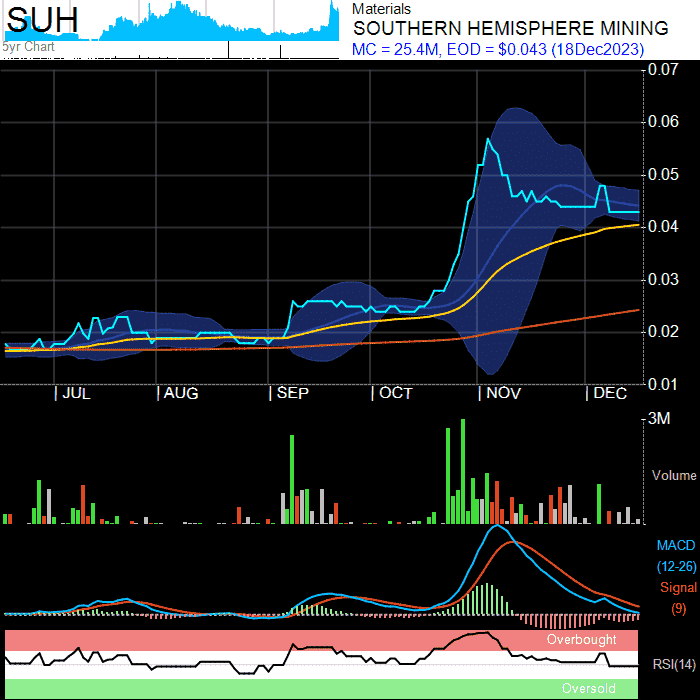 SUH
5yr Chart
Materials
SOUTHERN HEMISPHERE MINING
MC = 25.4M, EOD = $0.043 (18Dec2023)
0.07
0.06
0.05
0.04
0.03
0.02
0.01
JUL AUG SEP OCT NOV DEC
3M
Volume
MACD
(12-26)
Signal
(9)
Overbought
RSI(14)
Oversold